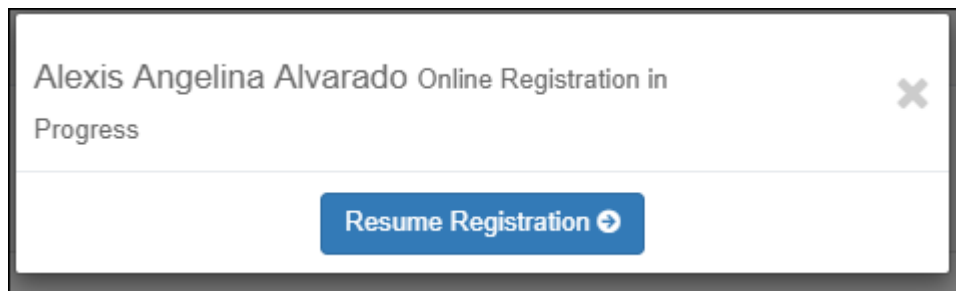 Alexis Angelina Alvarado Online Registration in
Progress
Resume Registration